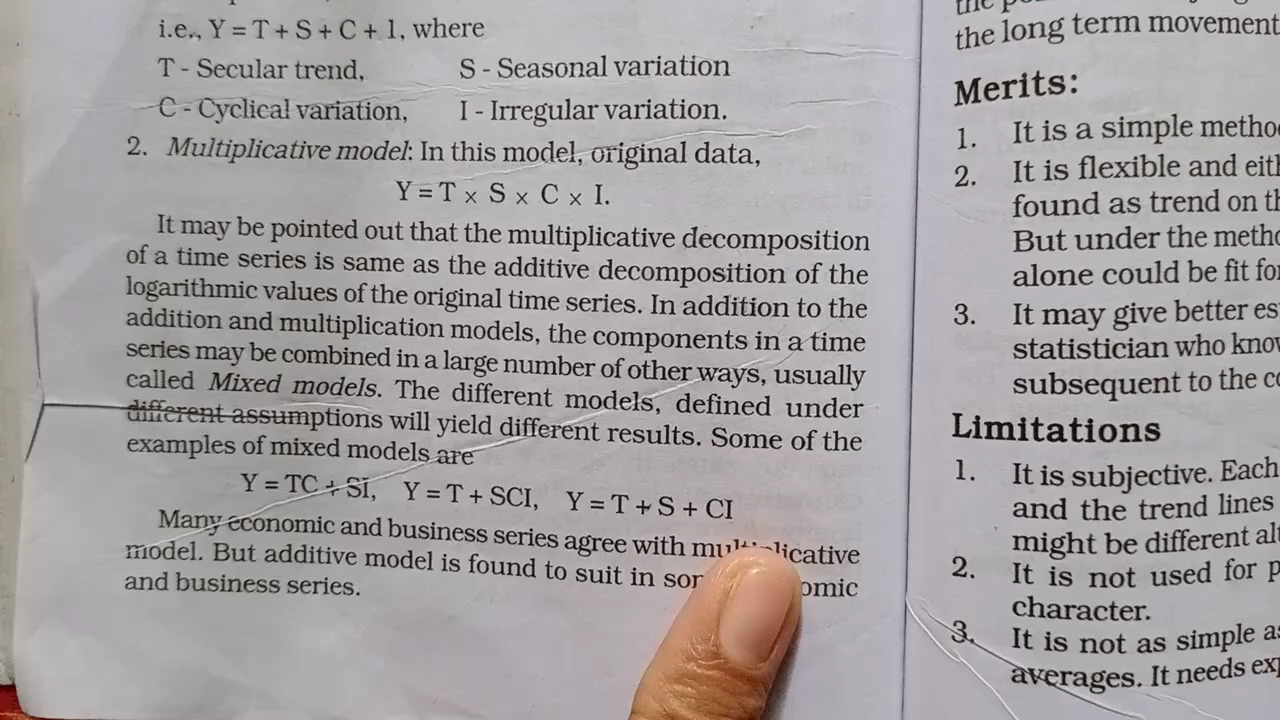 i.e., Y = T + S + C + 1, where
T - Secular trend, S - Seasonal variation
C - Cyclical variation, I - Irregular variation.
2. Multiplicative model: In this model, original data,
Y = T × S × C × I.
It may be pointed out that the multiplicative decomposition
of a time series is same as the additive decomposition of the
logarithmic values of the original time series. In addition to the
addition and multiplication models, the components in a time
series may be combined in a large number of other ways, usually
called Mixed models. The different models, defined under
different assumptions will yield different results. Some of the
examples of mixed models are
Y = TC + SI, Y = T + SCI, Y = T + S + CI
Many economic and business series agree with
model. But additive model is found to suit in
and business series.
the long term movement
Merits:
1. It is a simple
2. It is flexible and
found as trend on
But under the
alone could be fit
3. It may give better
statistician who
subsequent to the
Limitations
1. It is subjective. Each
and the trend lines
might be different
2. It is not used for
character.
3. It is not as simple
averages. It needs